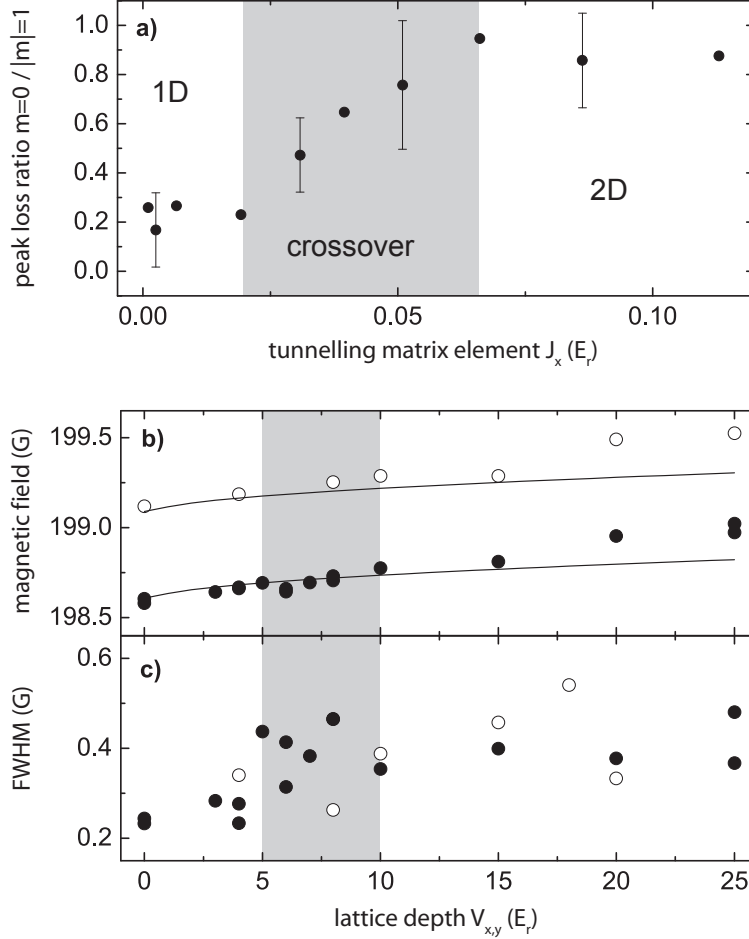 a)
1.0
0.8
0.6
0.4
0.2
0.0
peak loss ratio m=0 / |m|=1
1D
crossover
2D
0.00
0.05
0.10
tunnelling matrix element J_x (E_r)
b)
199.5
199.0
198.5
magnetic field (G)
c)
0.6
0.4
0.2
FWHM (G)
0
5
10
15
20
25
lattice depth V_x,y (E_r)